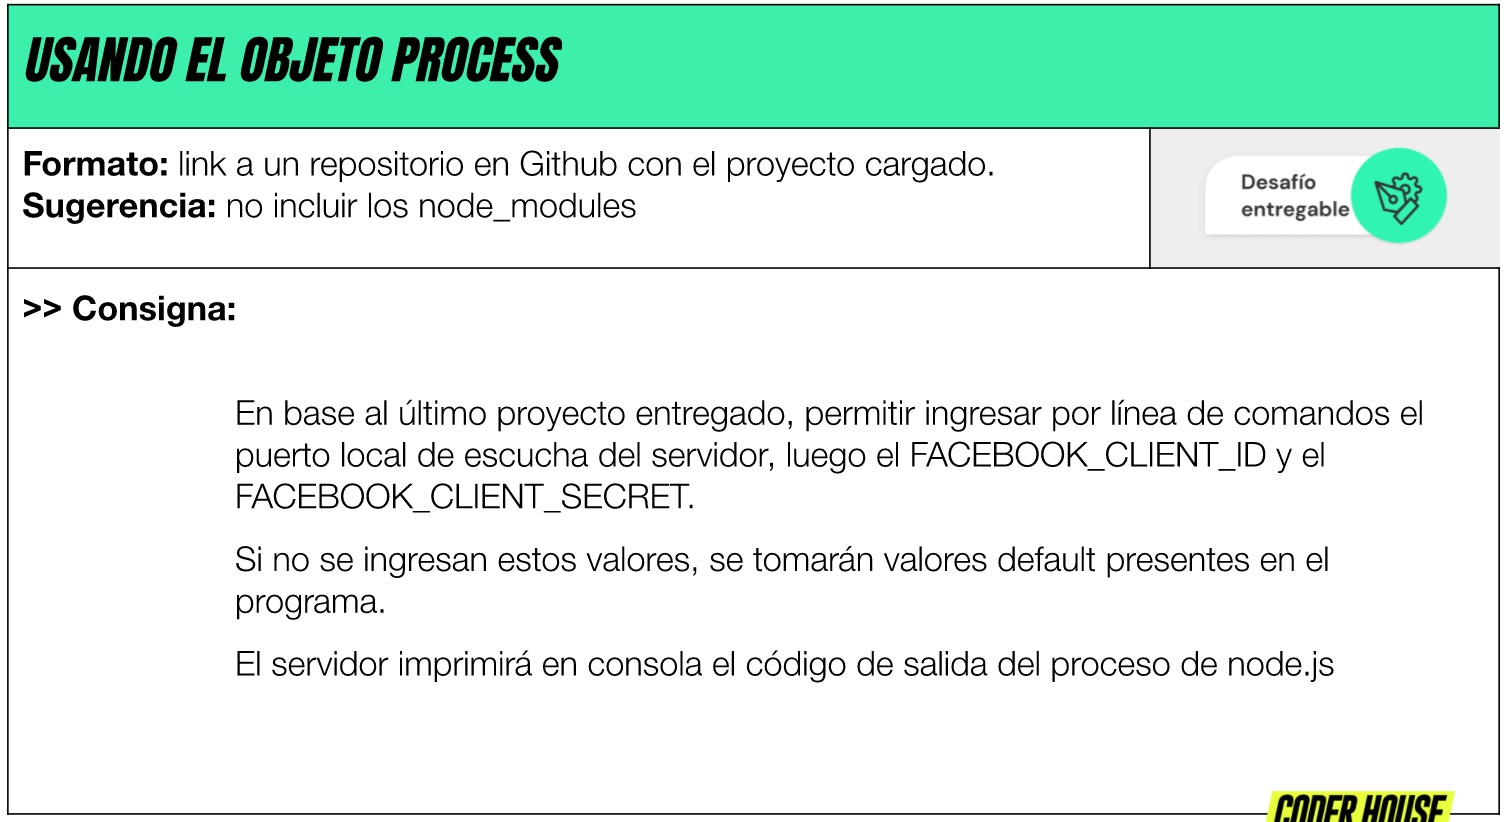 USANDO EL OBJETO PROCESS
Formato: link a un repositorio en Github con el proyecto cargado.
Sugerencia: no incluir los node_modules
Desafío
entregable
>> Consigna:
En base al último proyecto entregado, permitir ingresar por línea de comandos el
puerto local de escucha del servidor, luego el FACEBOOK_CLIENT_ID y el
FACEBOOK_CLIENT_SECRET.
Si no se ingresan estos valores, se tomarán valores default presentes en el
programa.
El servidor imprimirá en consola el código de salida del proceso de node.js
CODER HOUSE